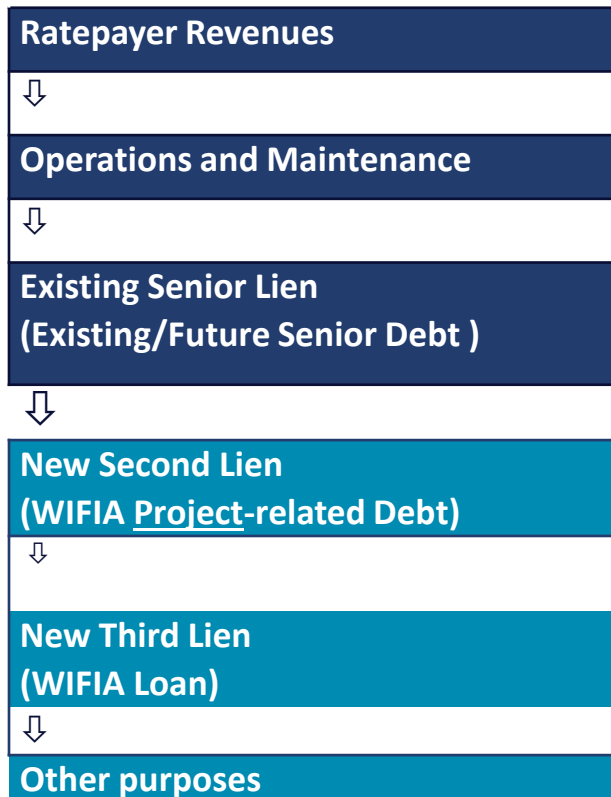 Ratepayer Revenues
⇩
Operations and Maintenance
⇩
Existing Senior Lien
(Existing/Future Senior Debt )
⇩
New Second Lien
(WIFIA Project-related Debt)
⇩
New Third Lien
(WIFIA Loan)
⇩
Other purposes